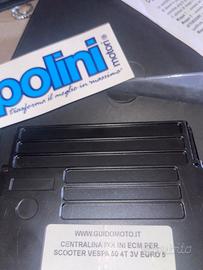 polini
motori®
trasforma il meglio in "massimo"
WWW.GUIDOMOTO.IT
CENTRALINA POLINI ECM PER
SCOOTER VESPA 50 4T 3V EURO 5
subito